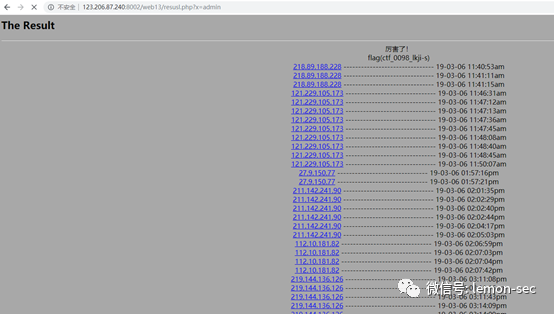 不安全 | 123.206.87.240:8002/web13/resusl.php?x=admin
The Result
厉害了!
flag(ctf_0098_lkji-s)
218.89.188.228 ---------------------------------- 19-03-06 11:40:53am
218.89.188.228 ---------------------------------- 19-03-06 11:41:11am
218.89.188.228 ---------------------------------- 19-03-06 11:41:15am
121.229.105.173 ---------------------------------- 19-03-06 11:46:31am
121.229.105.173 ---------------------------------- 19-03-06 11:47:12am
121.229.105.173 ---------------------------------- 19-03-06 11:47:13am
121.229.105.173 ---------------------------------- 19-03-06 11:47:36am
121.229.105.173 ---------------------------------- 19-03-06 11:47:45am
121.229.105.173 ---------------------------------- 19-03-06 11:48:08am
121.229.105.173 ---------------------------------- 19-03-06 11:48:40am
121.229.105.173 ---------------------------------- 19-03-06 11:48:45am
121.229.105.173 ---------------------------------- 19-03-06 11:50:07am
27.9.150.77 ---------------------------------- 19-03-06 01:57:16pm
27.9.150.77 ---------------------------------- 19-03-06 01:57:21pm
211.142.241.90 ---------------------------------- 19-03-06 02:01:35pm
211.142.241.90 ---------------------------------- 19-03-06 02:02:29pm
211.142.241.90 ---------------------------------- 19-03-06 02:02:40pm
211.142.241.90 ---------------------------------- 19-03-06 02:02:44pm
211.142.241.90 ---------------------------------- 19-03-06 02:04:17pm
211.142.241.90 ---------------------------------- 19-03-06 02:05:03pm
112.10.181.82 ---------------------------------- 19-03-06 02:06:59pm
112.10.181.82 ---------------------------------- 19-03-06 02:07:03pm
112.10.181.82 ---------------------------------- 19-03-06 02:07:04pm
112.10.181.82 ---------------------------------- 19-03-06 02:07:42pm
219.144.136.126 ---------------------------------- 19-03-06 03:11:08pm
219.144.136.126
219.144.136.126 ---------------------------------- 19-03-06 03:11:43pm
219.144.136.126 ---------------------------------- 19-03-06 03:14:09pm
微信号: lemon-sec